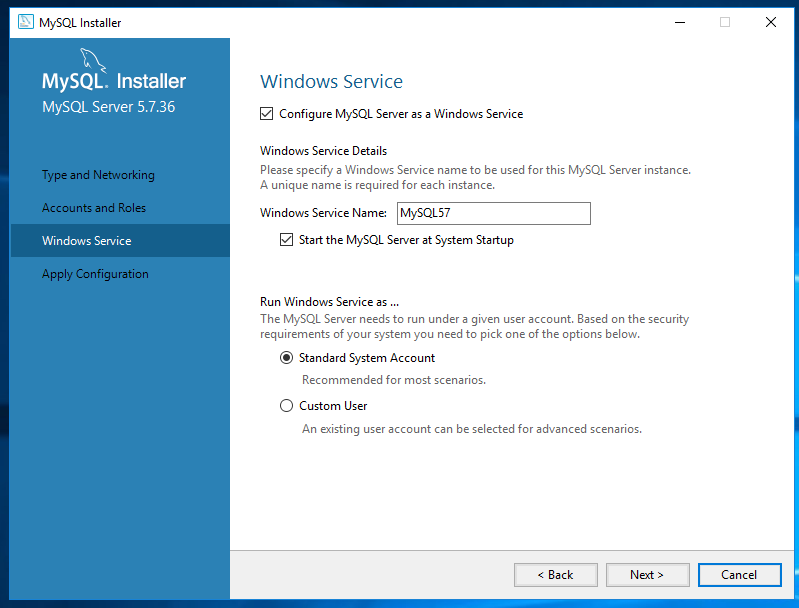 MySQL Installer
MySQL. Installer
MySQL Server 5.7.36
Type and Networking
Accounts and Roles
Windows Service
Apply Configuration
Windows Service
Configure MySQL Server as a Windows Service
Windows Service Details
Please specify a Windows Service name to be used for this MySQL Server instance.
A unique name is required for each instance.
Windows Service Name: MySQL57
Start the MySQL Server at System Startup
Run Windows Service as ...
The MySQL Server needs to run under a given user account. Based on the security
requirements of your system you need to pick one of the options below.
Standard System Account
Recommended for most scenarios.
Custom User
An existing user account can be selected for advanced scenarios.
< Back Next > Cancel